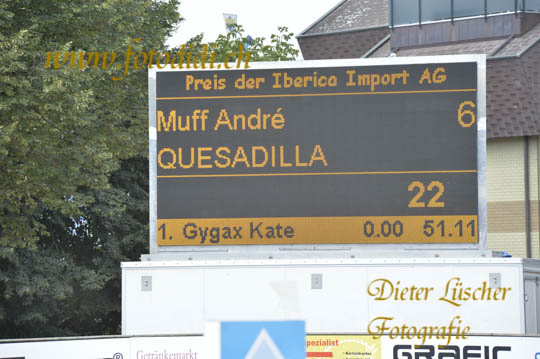 www.fotodidi.ch
Preis der Iberica Import AG
Muff André 6
QUESADILLA
22
1. Gygax Kate 0.00 51.11
Dieter Lüscher
Fotografie
Getränkemarkt
Spezialist
GRAFIC